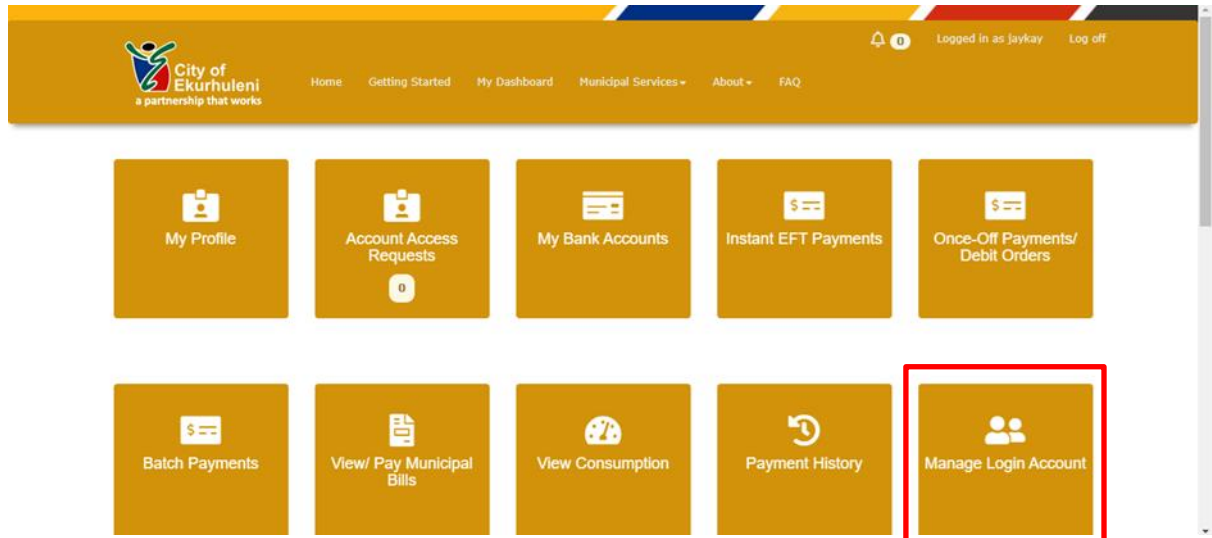 0 Logged in as jaykay Log off
City of
Ekurhuleni
a partnership that works
Home Getting Started My Dashboard Municipal Services About FAQ
My Profile
Account Access
Requests
0
My Bank Accounts
Instant EFT Payments
Once-Off Payments/
Debit Orders
Batch Payments
View/ Pay Municipal
Bills
View Consumption
Payment History
Manage Login Account